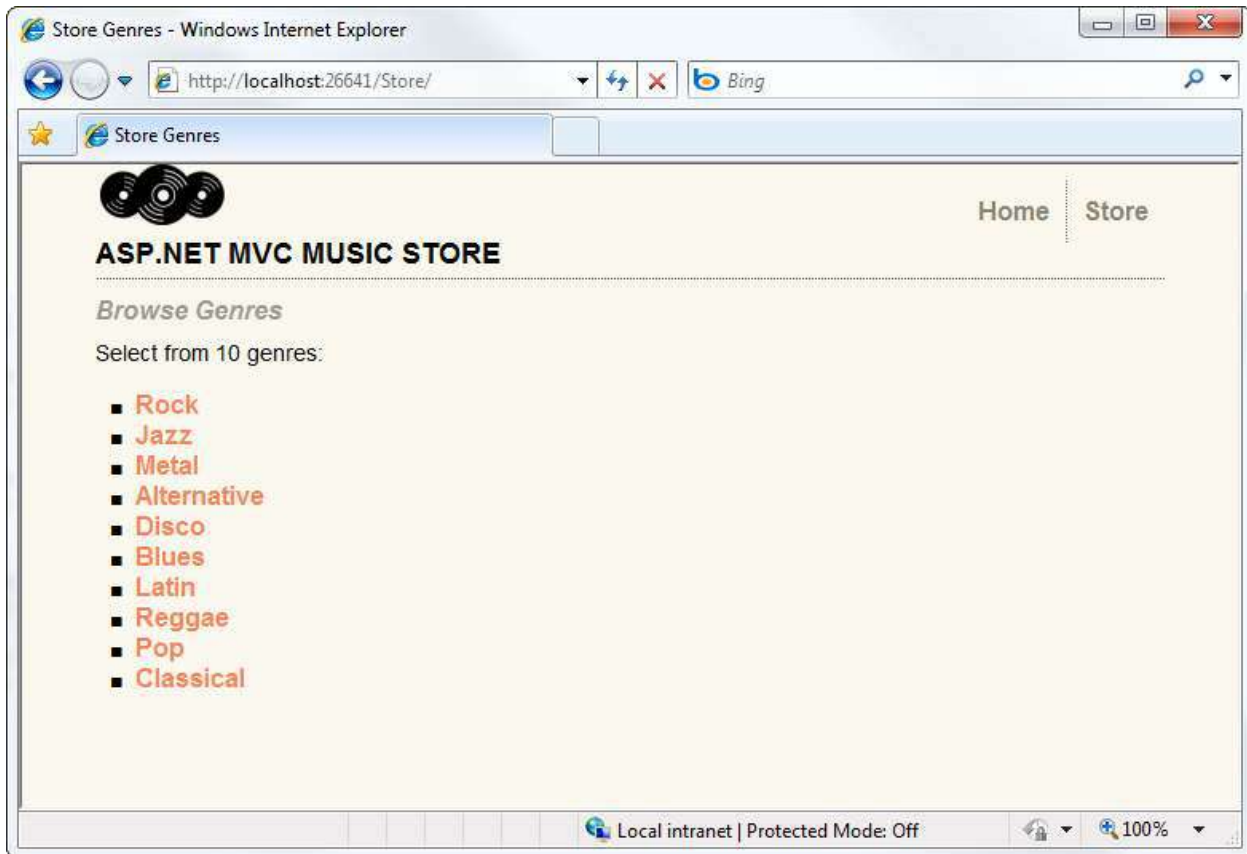 Store Genres - Windows Internet Explorer
http://localhost:26641/Store/
Bing
Store Genres
Home
Store
ASP.NET MVC MUSIC STORE
Browse Genres
Select from 10 genres:
Rock
Jazz
Metal
Alternative
Disco
Blues
Latin
Reggae
Pop
Classical
Local intranet | Protected Mode: Off
100%